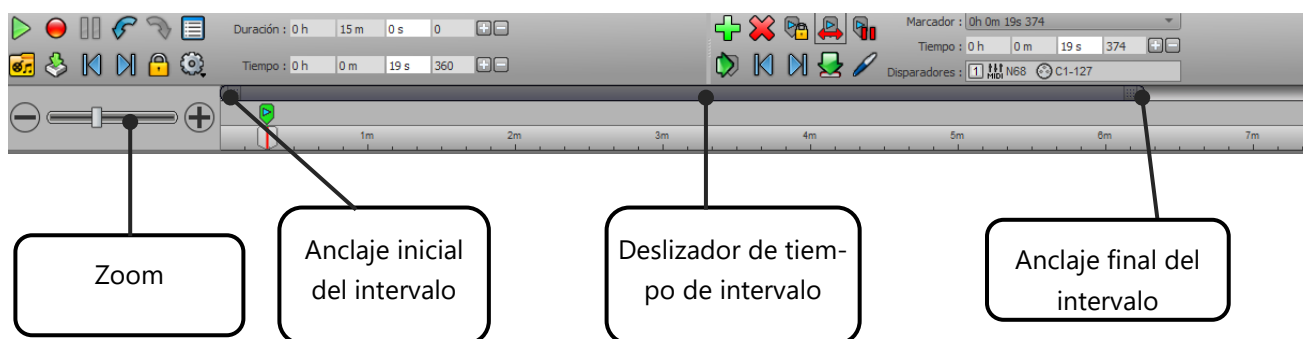 Duración : 0 h 15 m 0 s 0
Tiempo : 0 h 0 m 19 s 360
Marcador : 0h 0m 19s 374
Tiempo : 0 h 0 m 19 s 374
Disparadores : 1 MIDI N68 C1-127
1m 2m 3m 4m 5m 6m 7m
Zoom
Anclaje inicial
del intervalo
Deslizador de tiem-
po de intervalo
Anclaje final del
intervalo